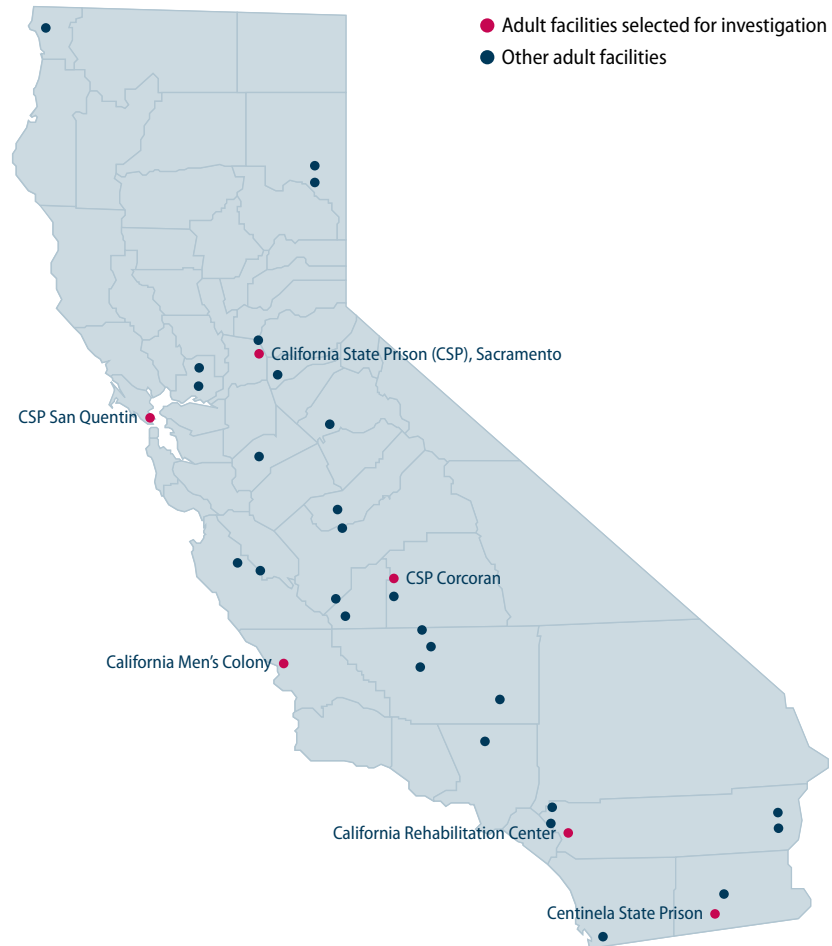 Adult facilities selected for investigation
Other adult facilities
California State Prison (CSP), Sacramento
CSP San Quentin
CSP Corcoran
California Men’s Colony
California Rehabilitation Center
Centinela State Prison